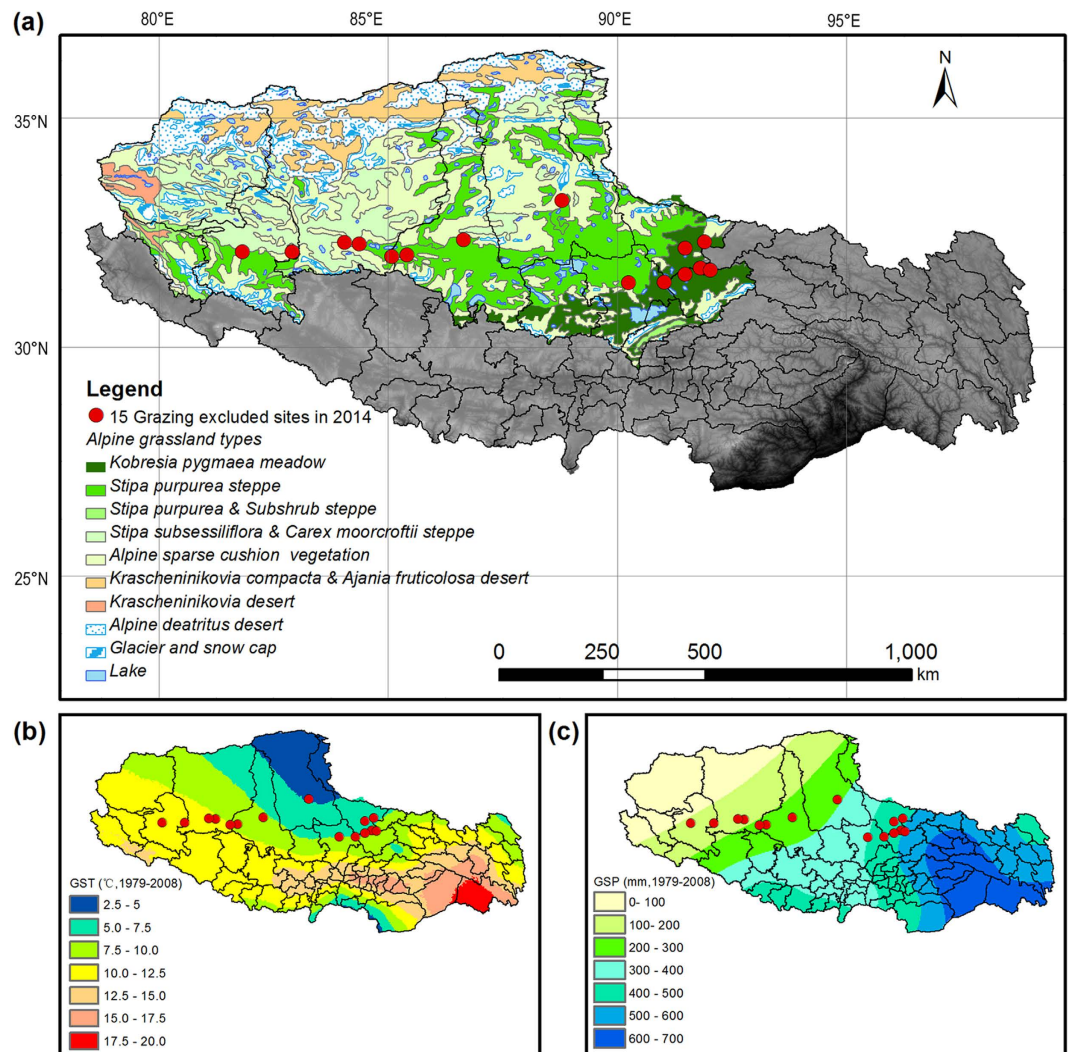 (a)
80°E 85°E 90°E 95°E
35°N
30°N
25°N
N
Legend
15 Grazing excluded sites in 2014
Alpine grassland types
Kobresia pygmaea meadow
Stipa purpurea steppe
Stipa purpurea & Subshrub steppe
Stipa subsessiliflora & Carex moorcroftii steppe
Alpine sparse cushion vegetation
Krascheninikovia compacta & Ajania fruticolosa desert
Krascheninikovia desert
Alpine deatritus desert
Glacier and snow cap
Lake
0 250 500 1,000
km
(b)
GST (℃,1979-2008)
2.5 - 5
5.0 - 7.5
7.5 - 10.0
10.0 - 12.5
12.5 - 15.0
15.0 - 17.5
17.5 - 20.0
(c)
GSP (mm,1979-2008)
0- 100
100- 200
200 - 300
300 - 400
400 - 500
500 - 600
600 - 700